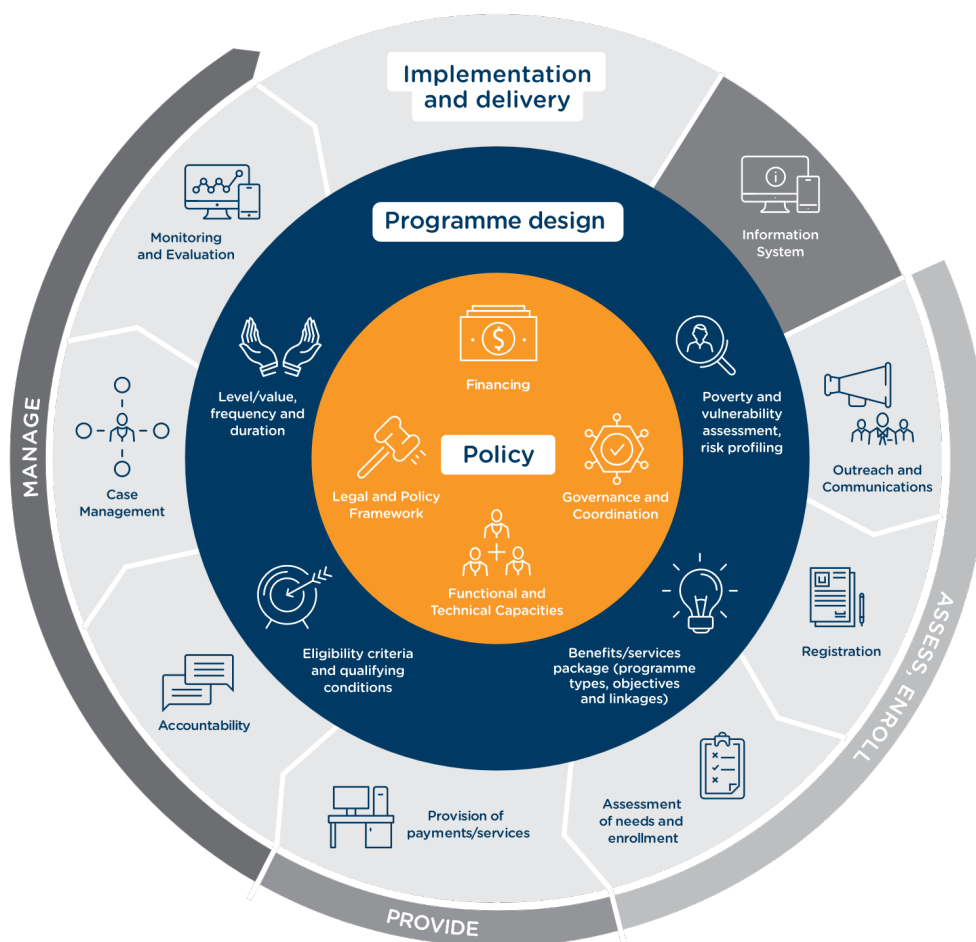 Implementation
and delivery
Information
System
Monitoring
and Evaluation
Programme design
Financing
Level/value,
frequency and
duration
Poverty and
vulnerability
assessment,
risk profiling
Policy
Legal and Policy
Framework
Governance and
Coordination
Functional and
Technical Capacities
Outreach and
Communications
Case
Management
MANAGE
Eligibility criteria
and qualifying
conditions
Benefits/services
package (programme
types, objectives
and linkages)
Registration
ASSESS, ENROLL
Accountability
Provision of
payments/services
Assessment
of needs and
enrollment
PROVIDE